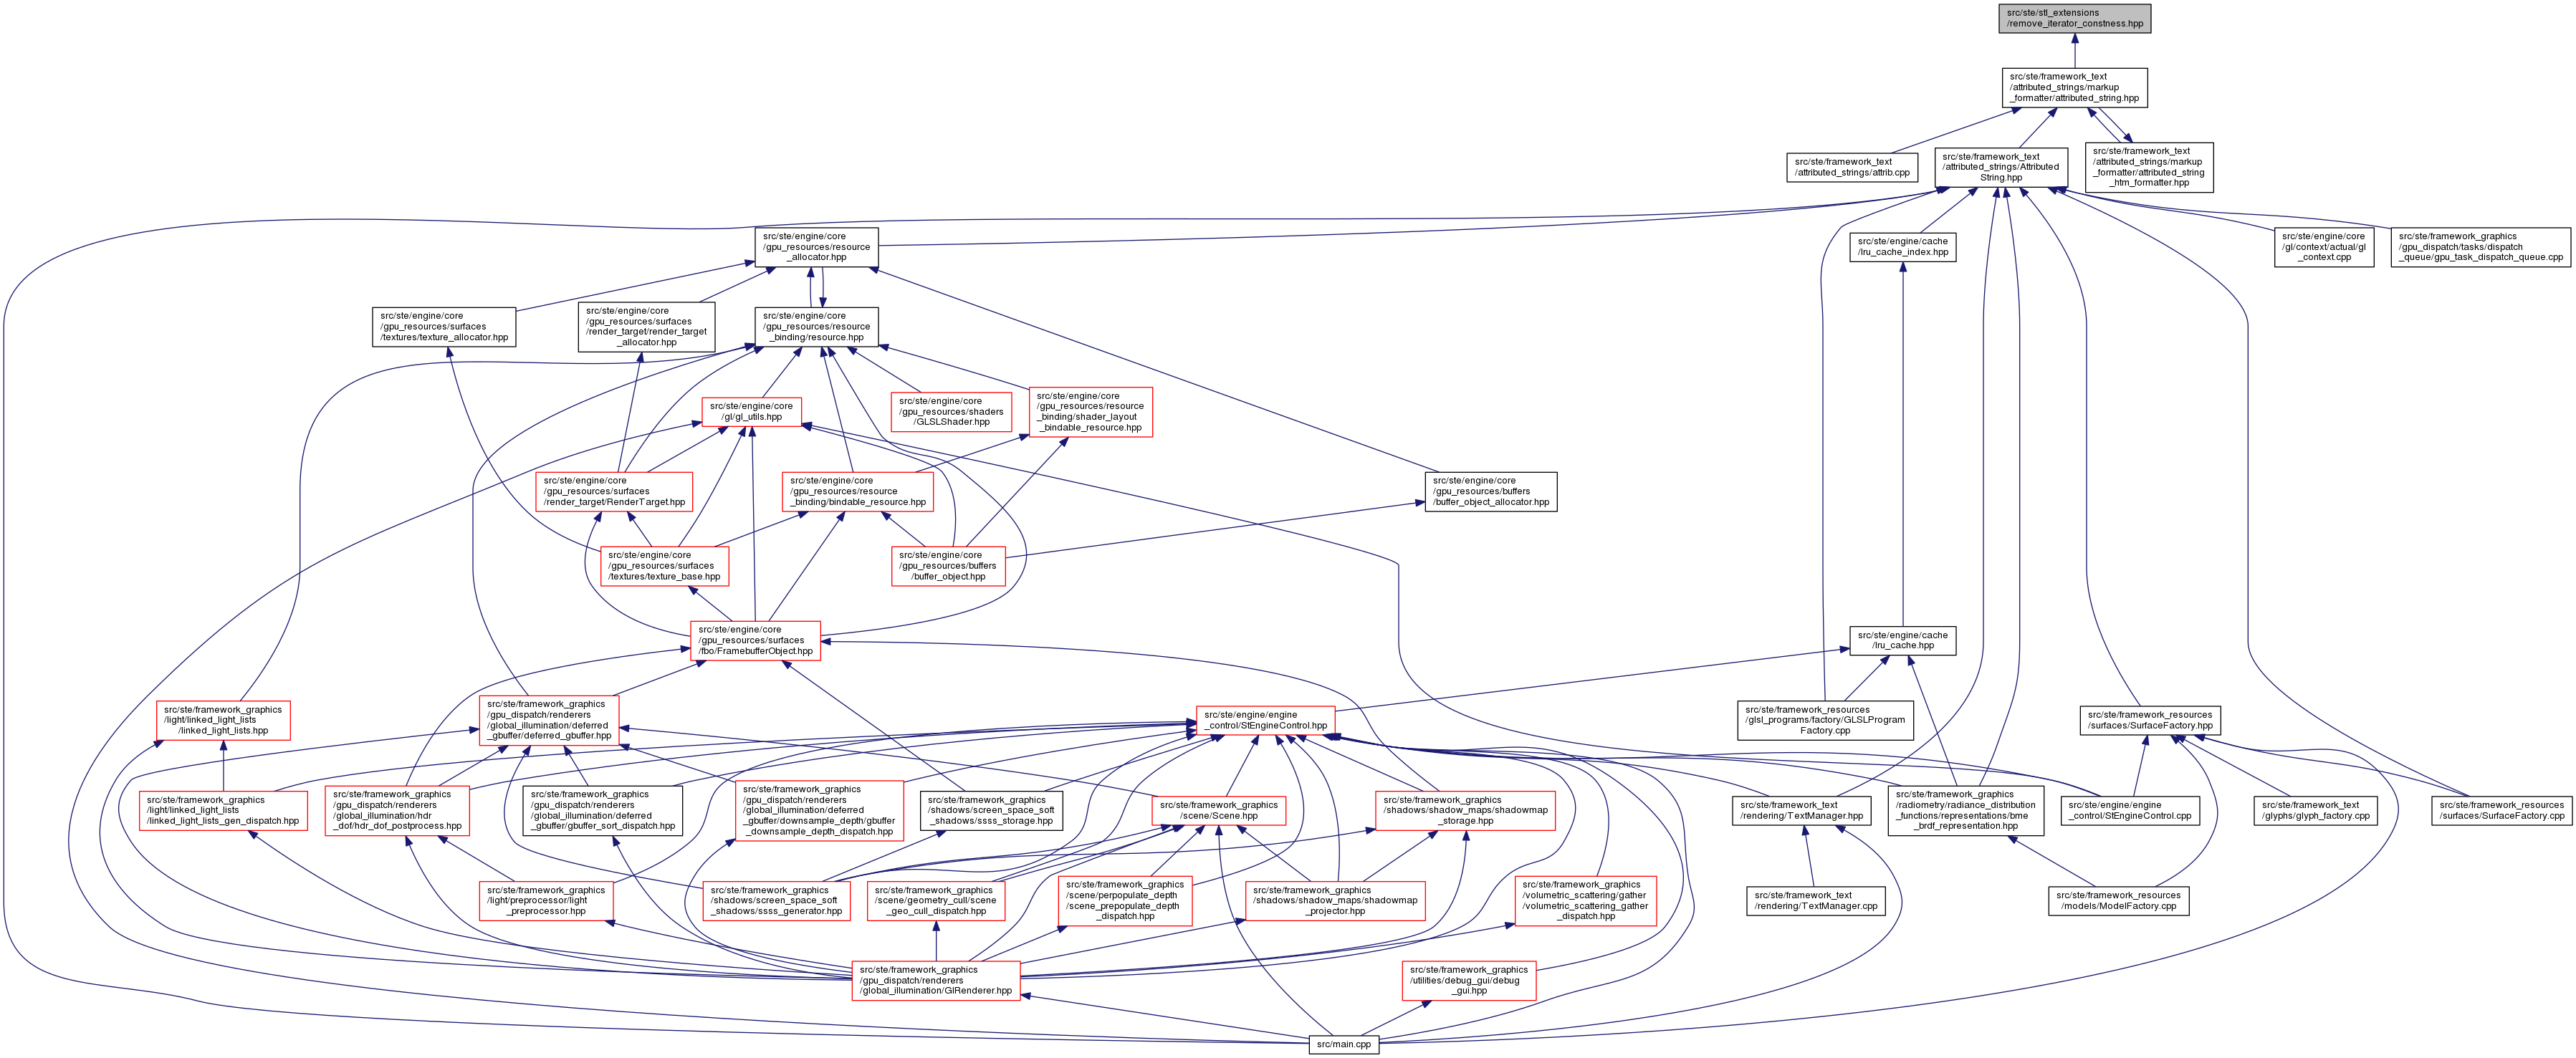 src/ste/stl_extensions
/remove_iterator_constness.hpp
src/ste/framework_text
/attributed_strings/markup
_formatter/attributed_string.hpp
src/ste/framework_text
/attributed_strings/attrib.cpp
src/ste/framework_text
/attributed_strings/Attributed
String.hpp
src/ste/framework_text
/attributed_strings/markup
_formatter/attributed_string
_htm_formatter.hpp
src/ste/engine/core
/gpu_resources/resource
_allocator.hpp
src/ste/engine/cache
/lru_cache_index.hpp
src/ste/engine/core
/gl/context/actual/gl
_context.cpp
src/ste/framework_graphics
/gpu_dispatch/tasks/dispatch
_queue/gpu_task_dispatch_queue.cpp
src/ste/engine/core
/gpu_resources/surfaces
/textures/texture_allocator.hpp
src/ste/engine/core
/gpu_resources/surfaces
/render_target/render_target
_allocator.hpp
src/ste/engine/core
/gpu_resources/resource
_binding/resource.hpp
src/ste/engine/core
/gl/gl_utils.hpp
src/ste/engine/core
/gpu_resources/shaders
/GLSLShader.hpp
src/ste/engine/core
/gpu_resources/resource
_binding/shader_layout
_bindable_resource.hpp
src/ste/engine/core
/gpu_resources/surfaces
/render_target/RenderTarget.hpp
src/ste/engine/core
/gpu_resources/resource
_binding/bindable_resource.hpp
src/ste/engine/core
/gpu_resources/buffers
/buffer_object_allocator.hpp
src/ste/engine/core
/gpu_resources/surfaces
/textures/texture_base.hpp
src/ste/engine/core
/gpu_resources/buffers
/buffer_object.hpp
src/ste/engine/core
/gpu_resources/surfaces
/fbo/FramebufferObject.hpp
src/ste/engine/cache
/lru_cache.hpp
src/ste/framework_graphics
/light/linked_light_lists
/linked_light_lists.hpp
src/ste/framework_graphics
/gpu_dispatch/renderers
/global_illumination/deferred
_gbuffer/deferred_gbuffer.hpp
src/ste/engine/engine
_control/StEngineControl.hpp
src/ste/framework_resources
/glsl_programs/factory/GLSLProgram
Factory.cpp
src/ste/framework_resources
/surfaces/SurfaceFactory.hpp
src/ste/framework_graphics
/light/linked_light_lists
/linked_light_lists_gen_dispatch.hpp
src/ste/framework_graphics
/gpu_dispatch/renderers
/global_illumination/hdr
_dof/hdr_dof_postprocess.hpp
src/ste/framework_graphics
/gpu_dispatch/renderers
/global_illumination/deferred
_gbuffer/gbuffer_sort_dispatch.hpp
src/ste/framework_graphics
/gpu_dispatch/renderers
/global_illumination/deferred
_gbuffer/downsample_depth/gbuffer
_downsample_depth_dispatch.hpp
src/ste/framework_graphics
/shadows/screen_space_soft
_shadows/ssss_storage.hpp
src/ste/framework_graphics
/scene/Scene.hpp
src/ste/framework_graphics
/shadows/shadow_maps/shadowmap
_storage.hpp
src/ste/framework_text
/rendering/TextManager.hpp
src/ste/framework_graphics
/radiometry/radiance_distribution
_functions/representations/bme
_brdf_representation.hpp
src/ste/engine/engine
_control/StEngineControl.cpp
src/ste/framework_text
/glyphs/glyph_factory.cpp
src/ste/framework_resources
/surfaces/SurfaceFactory.cpp
src/ste/framework_graphics
/light/preprocessor/light
_preprocessor.hpp
src/ste/framework_graphics
/shadows/screen_space_soft
_shadows/ssss_generator.hpp
src/ste/framework_graphics
/scene/geometry_cull/scene
_geo_cull_dispatch.hpp
src/ste/framework_graphics
/scene/perpopulate_depth
/scene_prepopulate_depth
_dispatch.hpp
src/ste/framework_graphics
/shadows/shadow_maps/shadowmap
_projector.hpp
src/ste/framework_graphics
/volumetric_scattering/gather
/volumetric_scattering_gather
_dispatch.hpp
src/ste/framework_text
/rendering/TextManager.cpp
src/ste/framework_resources
/models/ModelFactory.cpp
src/ste/framework_graphics
/gpu_dispatch/renderers
/global_illumination/GIRenderer.hpp
src/ste/framework_graphics
/utilities/debug_gui/debug
_gui.hpp
src/main.cpp